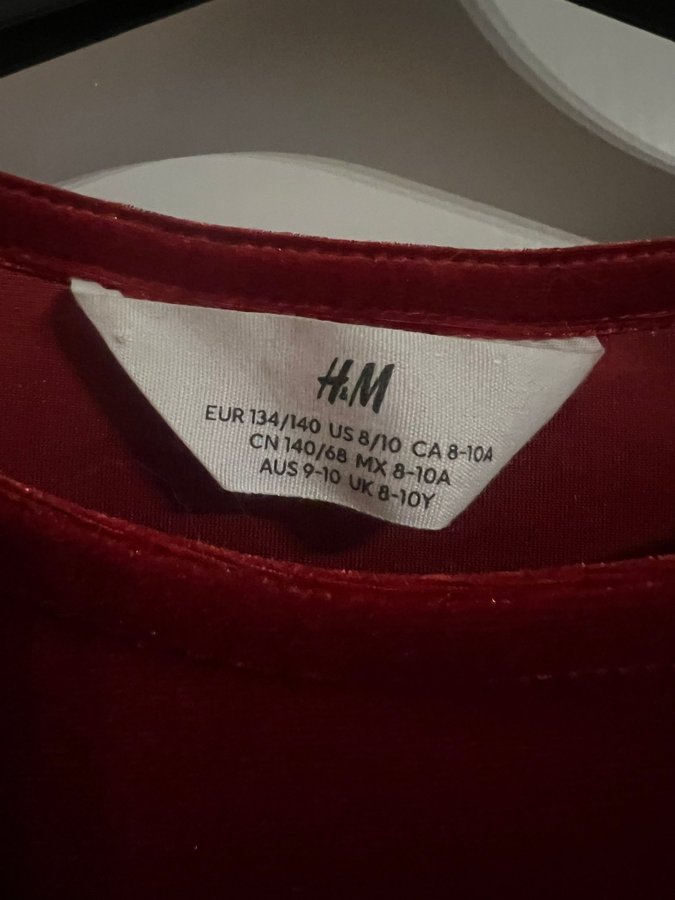 H&M
EUR 134/140 US 8/10 CA 8-10A
CN 140/68 MX 8-10A
AUS 9-10 UK 8-10Y